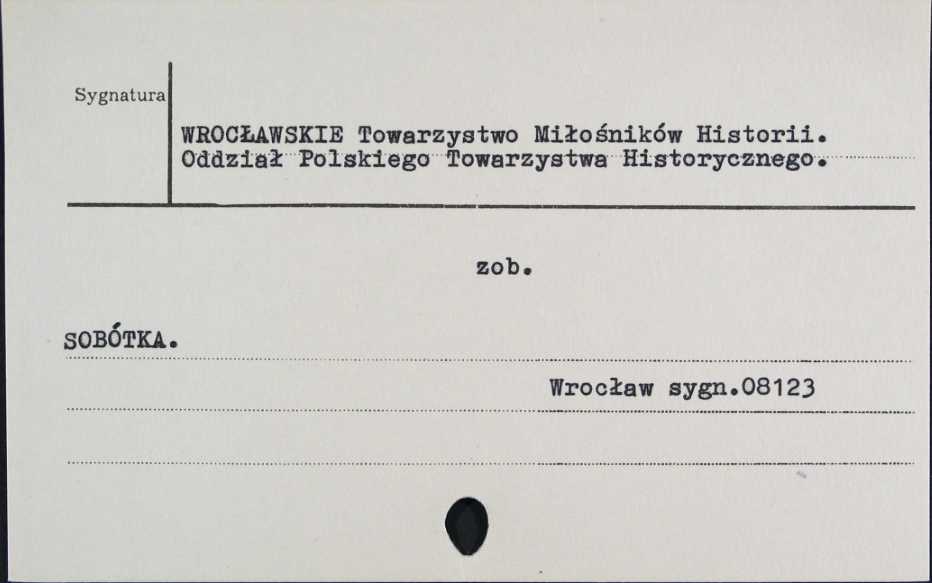 Sygnatura
WROCŁAWSKIE Towarzystwo Miłośników Historii.
Oddział Polskiego Towarzystwa Historycznego.
zob.
SOBÓTKA.
Wrocław sygn.08123